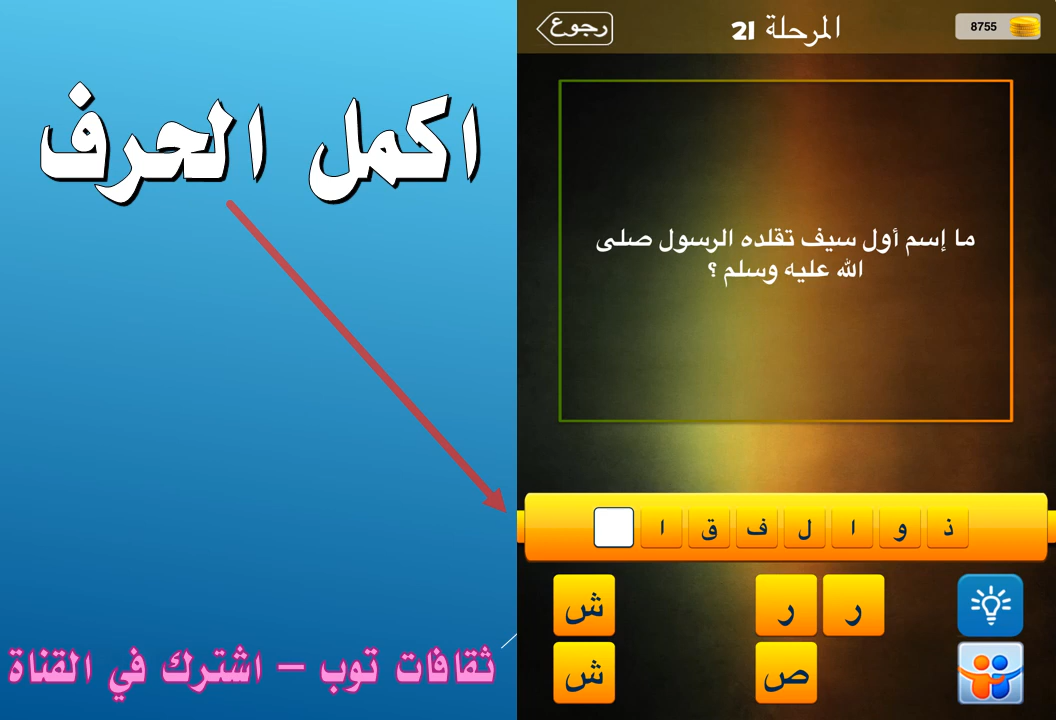 اكمل الحرف
ثقافات توب – اشترك في القناة
رجوع
المرحلة 21
8755
ما إسم أول سيف تقلده الرسول صلى
الله عليه وسلم ؟
ذ و ا ل ف ق ا
ر ر ش
ص ش